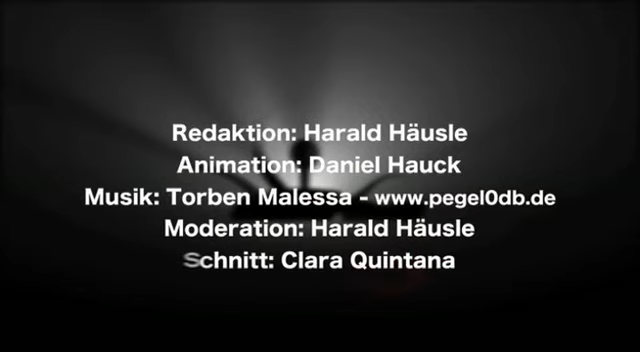 Redaktion: Harald Häusle
Animation: Daniel Hauck
Musik: Torben Malessa - www.pegel0db.de
Moderation: Harald Häusle
Schnitt: Clara Quintana